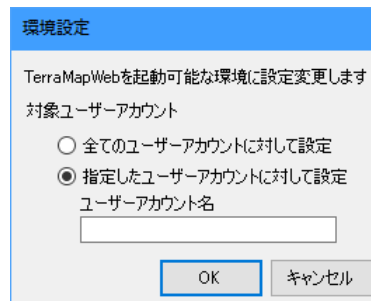 環境設定
TerraMapWebを起動可能な環境に設定変更します
対象ユーザーアカウント
全てのユーザーアカウントに対して設定
指定したユーザーアカウントに対して設定
ユーザーアカウント名
OK
キャンセル